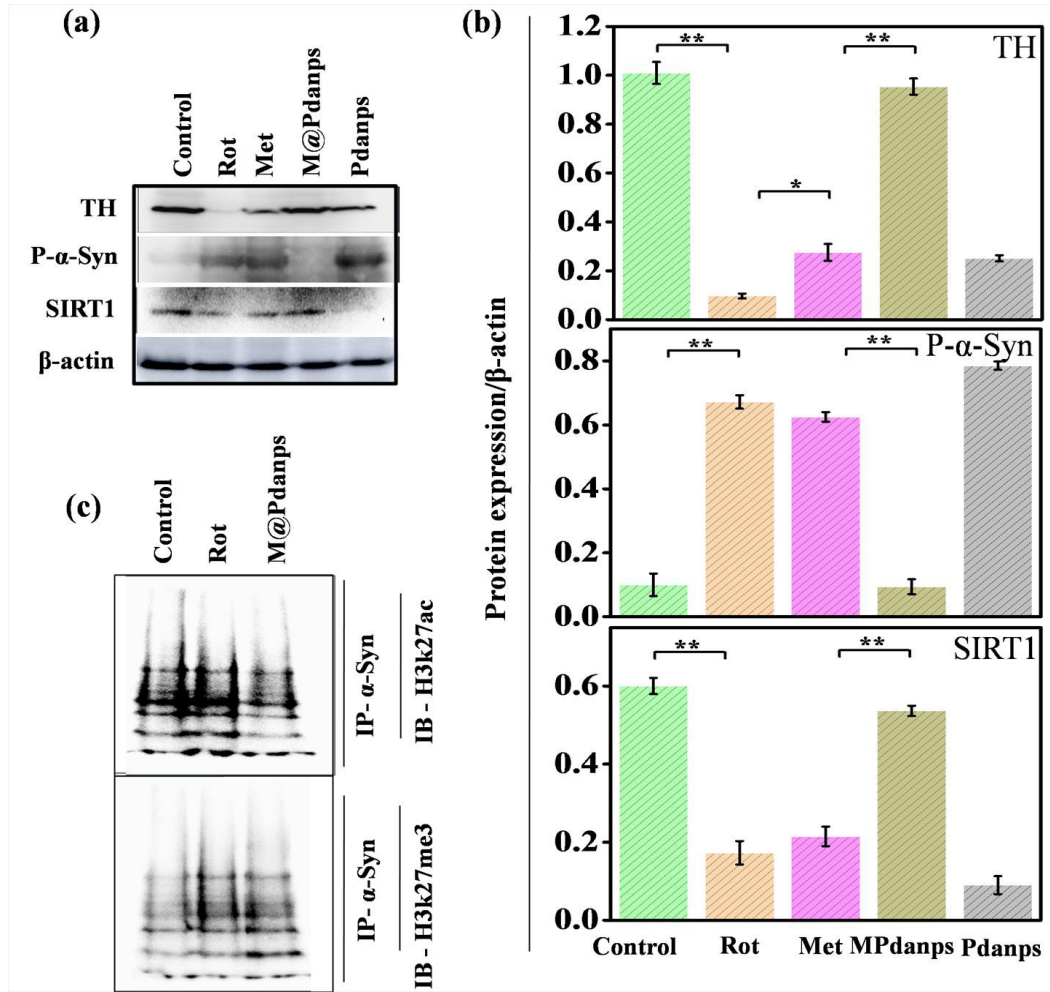 (a)
Control
Rot
Met
M@Pdanps
Pdanps
TH
P-α-Syn
SIRT1
β-actin
(b)
Protein expression/β-actin
1.2
1.0
0.8
0.6
0.4
0.2
0.0
**
*
**
TH
0.8
0.6
0.4
0.2
0.0
**
**
P-α-Syn
0.6
0.4
0.2
0.0
**
**
SIRT1
Control
Rot
Met
MPdanps
Pdanps
(c)
Control
Rot
M@Pdanps
IP- α-Syn
IB - H3k27ac
IP- α-Syn
IB - H3k27me3